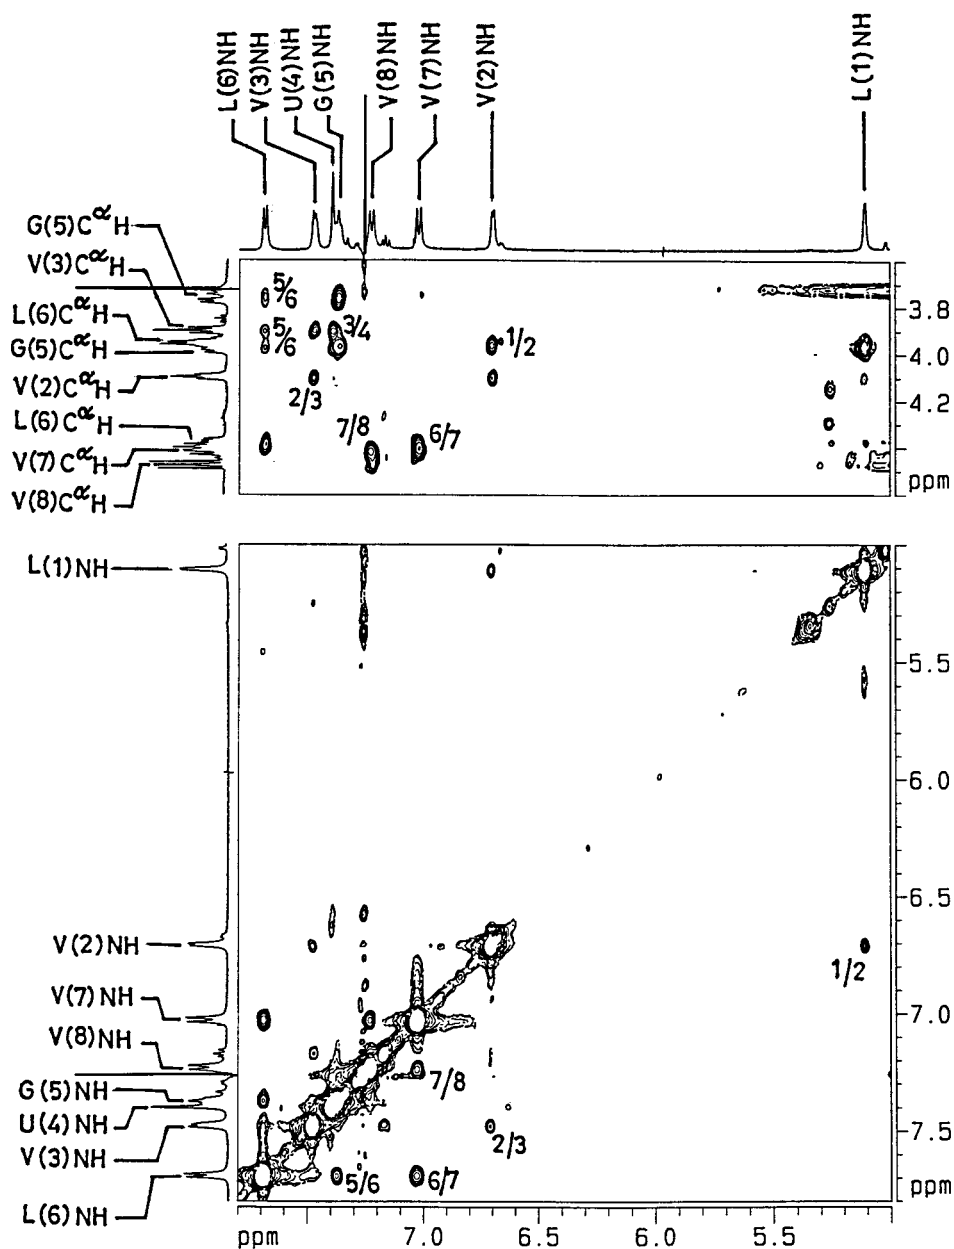 L(6)NH
V(3)NH
U(4)NH
G(5)NH
V(8)NH
V(7)NH
V(2)NH
L(1)NH
G(5)CᅠαH
V(3)CαH
L(6)CαH
G(5)CαH
V(2)CαH
L(6)CαH
V(7)CαH
V(8)CαH
5/6
5/6
3/4
1/2
2/3
7/8
6/7
3.8
4.0
4.2
ppm
L(1)NH
V(2)NH
V(7)NH
V(8)NH
G(5)NH
U(4)NH
V(3)NH
L(6)NH
1/2
7/8
2/3
5/6
6/7
5.5
6.0
6.5
7.0
7.5
ppm
ppm 7.0 6.5 6.0 5.5